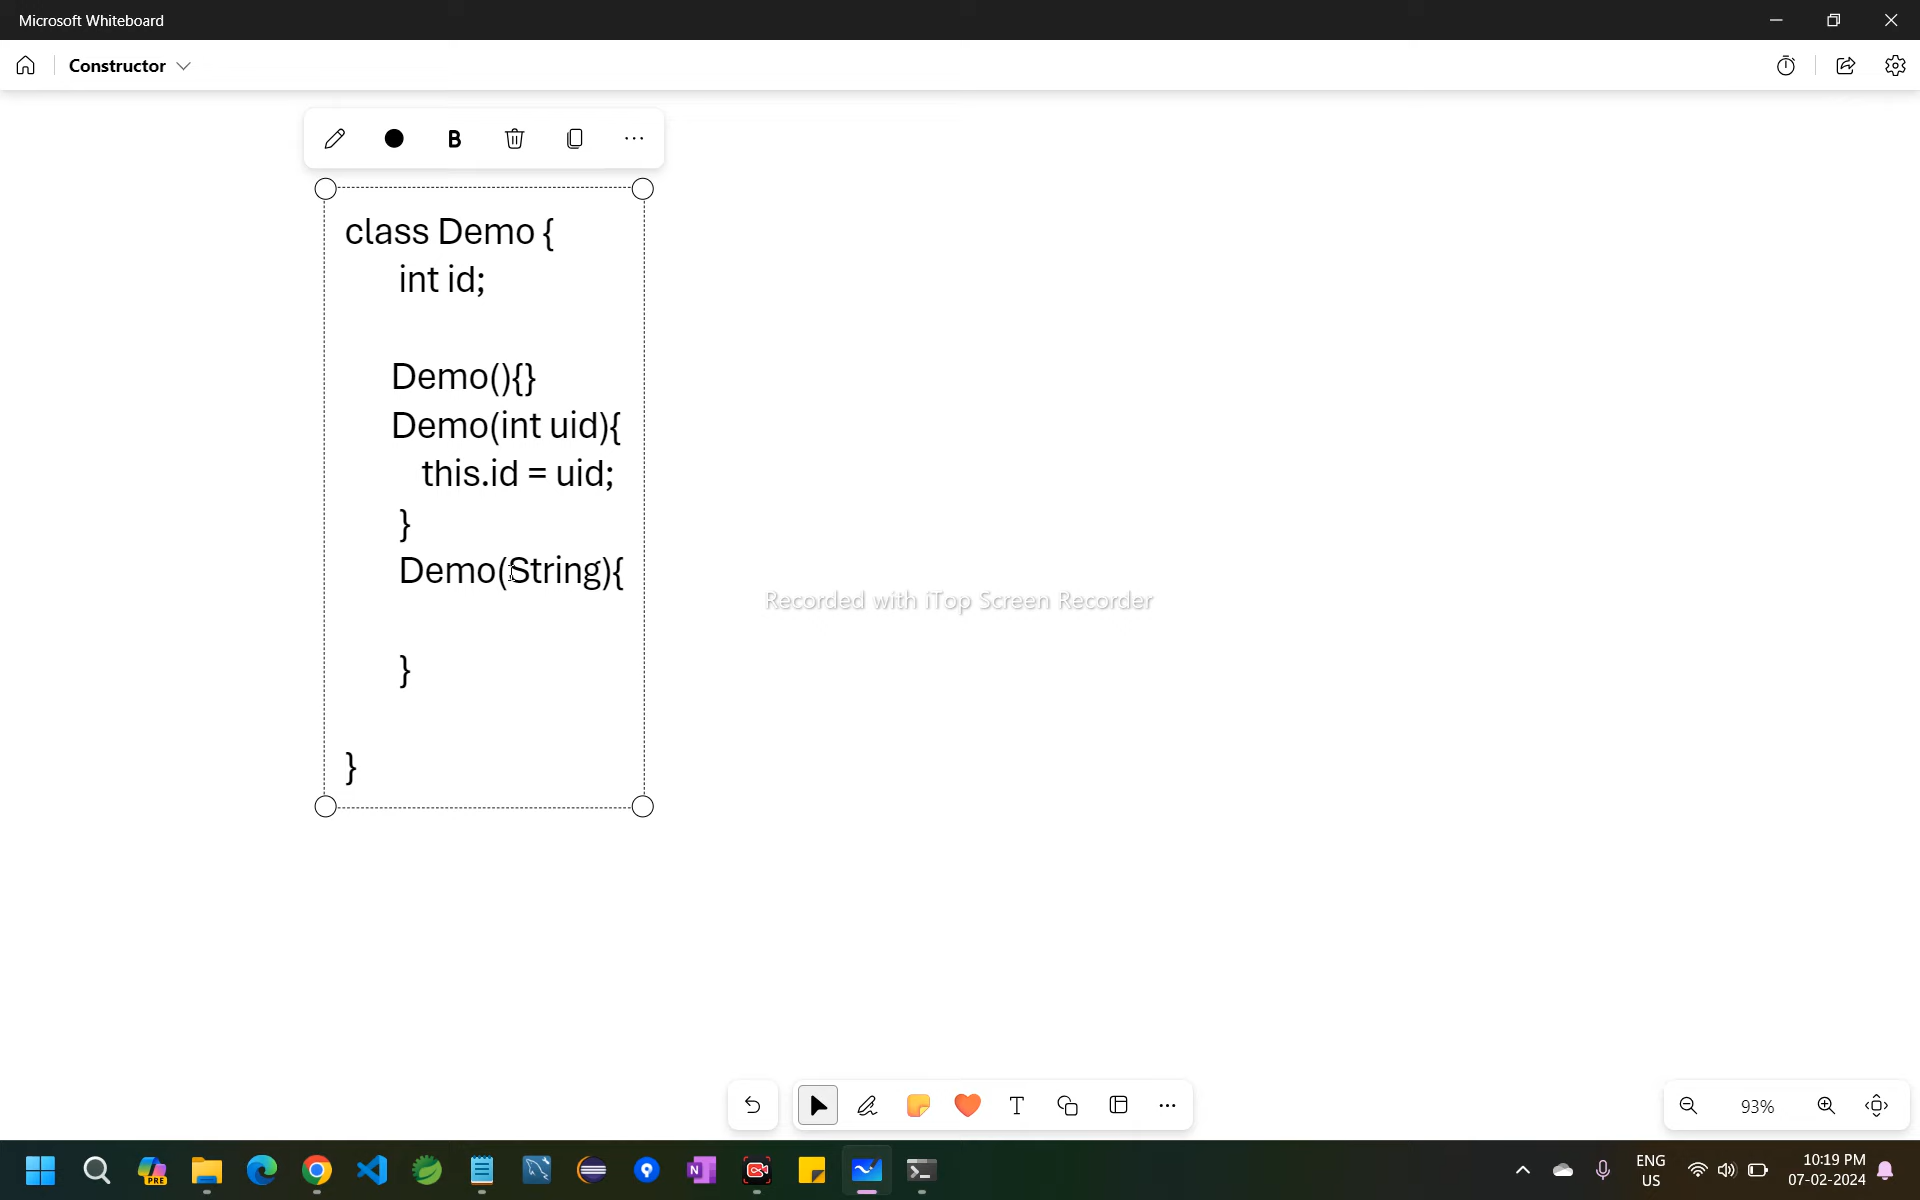 Microsoft Whiteboard
Constructor
B
class Demo {
int id;
Demo(){}
Demo(int uid){
this.id = uid;
}
Demo(String){
}
}
Recorded with iTop Screen Recorder
T
93%
PRE
N
ENG
US
10:19 PM
07-02-2024